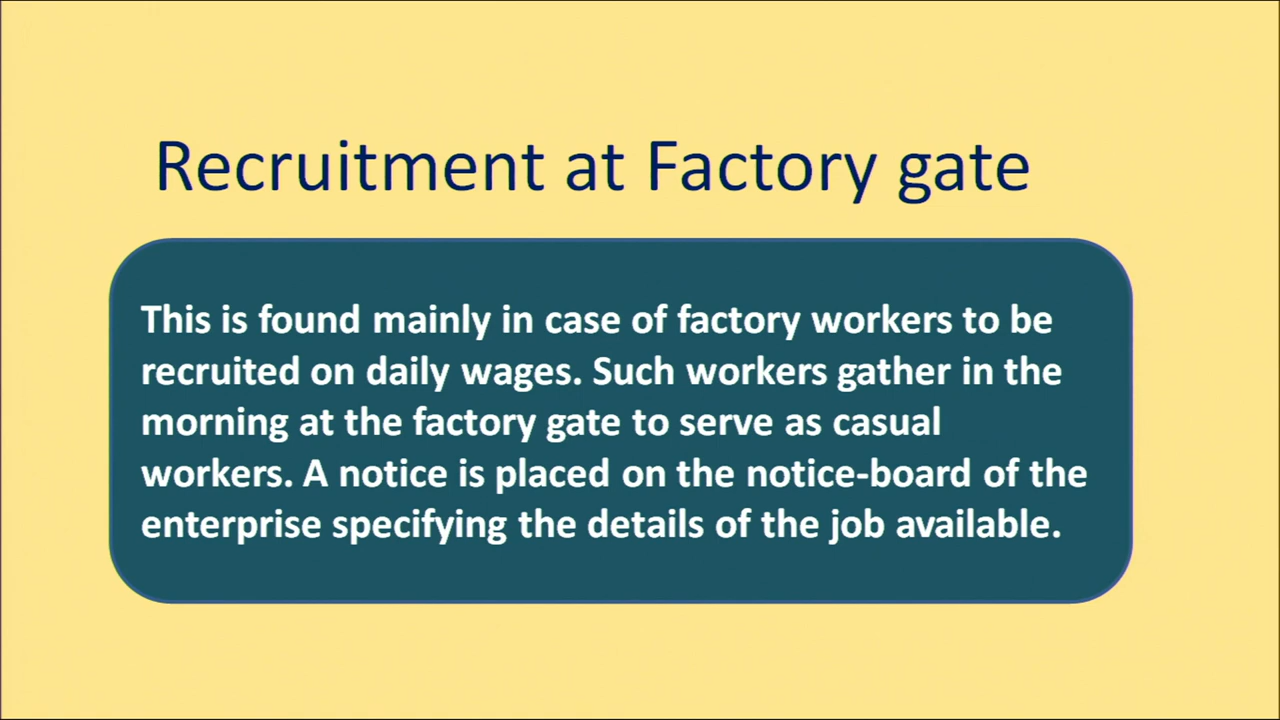 Recruitment at Factory gate
This is found mainly in case of factory workers to be
recruited on daily wages. Such workers gather in the
morning at the factory gate to serve as casual
workers. A notice is placed on the notice-board of the
enterprise specifying the details of the job available.